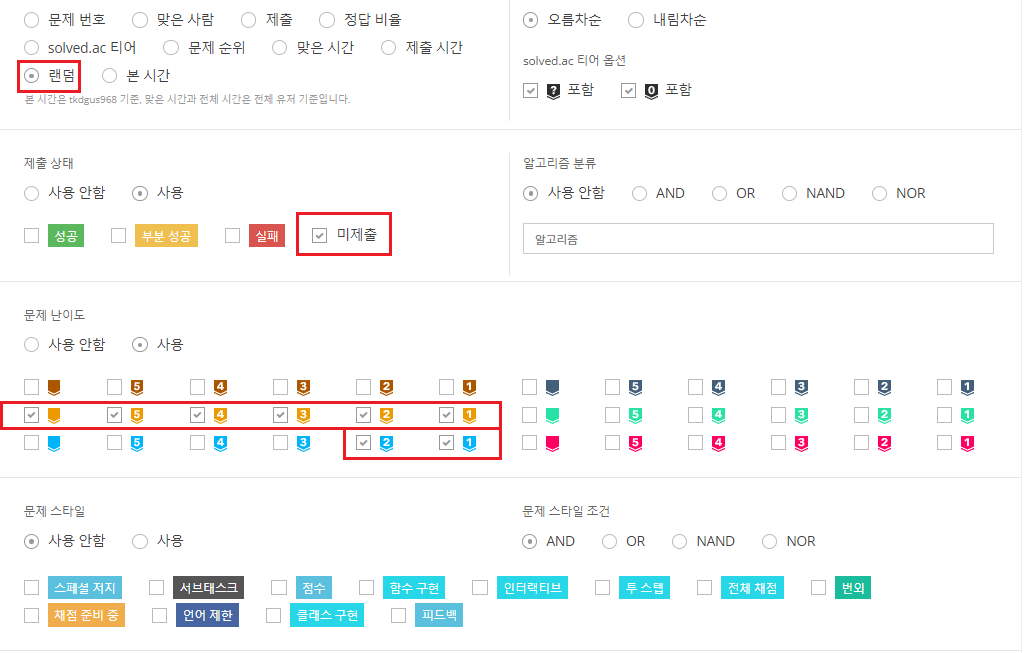 문제 번호 맞은 사람 제출 정답 비율 오름차순 내림차순
solved.ac 티어 문제 순위 맞은 시간 제출 시간 solved.ac 티어 옵션
랜덤 본 시간 ? 포함 0 포함
본 시간은 tkdgus968 기준, 맞은 시간과 전체 시간은 전체 유저 기준입니다.
제출 상태 알고리즘 분류
사용 안함 사용 사용 안함 AND OR NAND NOR
성공 부분 성공 실패 미제출 알고리즘
문제 난이도
사용 안함 사용
5 4 3 2 1 5 4 3 2 1
5 4 3 2 1 5 4 3 2 1
5 4 3 2 1 5 4 3 2 1
문제 스타일 문제 스타일 조건
사용 안함 사용 AND OR NAND NOR
스페셜 저지 서브태스크 점수 함수 구현 인터랙티브 투 스텝 전체 채점 번외
채점 준비 중 언어 제한 클래스 구현 피드백